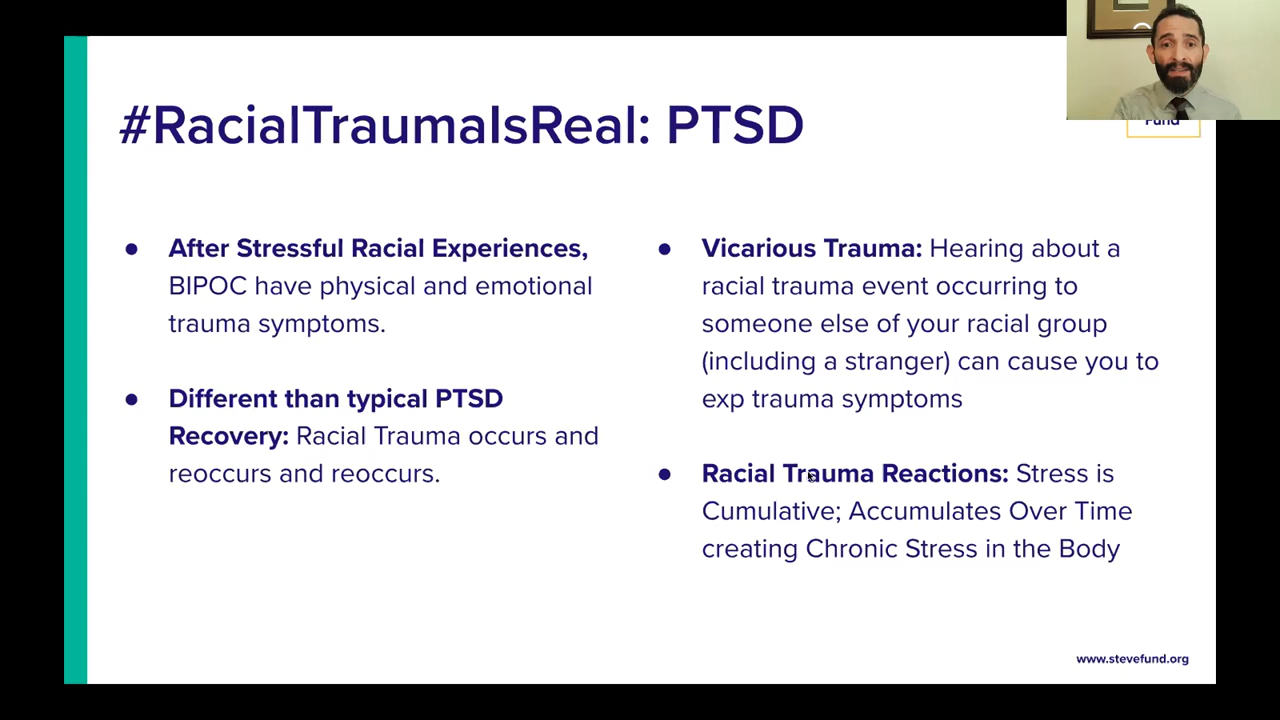 #RacialTraumaIsReal: PTSD
Fund
● After Stressful Racial Experiences,
BIPOC have physical and emotional
trauma symptoms.
● Different than typical PTSD
Recovery: Racial Trauma occurs and
reoccurs and reoccurs.
● Vicarious Trauma: Hearing about a
racial trauma event occurring to
someone else of your racial group
(including a stranger) can cause you to
exp trauma symptoms
● Racial Trauma Reactions: Stress is
Cumulative; Accumulates Over Time
creating Chronic Stress in the Body
www.stevefund.org